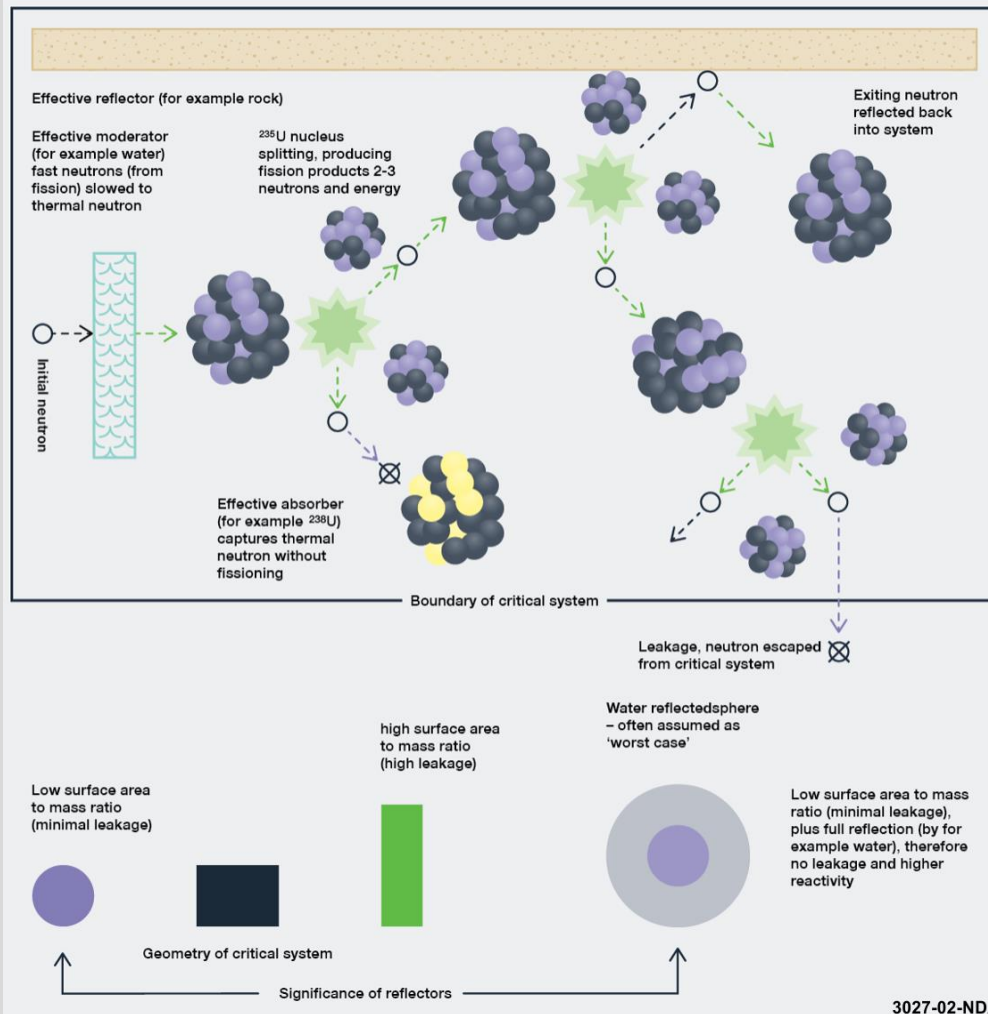 Effective reflector (for example rock)
Effective moderator
(for example water)
fast neutrons (from
fission) slowed to
thermal neutron
²³⁵U nucleus
splitting, producing
fission products 2-3
neutrons and energy
Exiting neutron
reflected back
into system
Initial neutron
Effective absorber
(for example ²³⁸U)
captures thermal
neutron without
fissioning
Boundary of critical system
Leakage, neutron escaped
from critical system
Low surface area
to mass ratio
(minimal leakage)
high surface area
to mass ratio
(high leakage)
Water reflectedsphere
– often assumed as
‘worst case’
Low surface area to mass
ratio (minimal leakage),
plus full reflection (by for
example water), therefore
no leakage and higher
reactivity
Geometry of critical system
Significance of reflectors
3027-02-ND